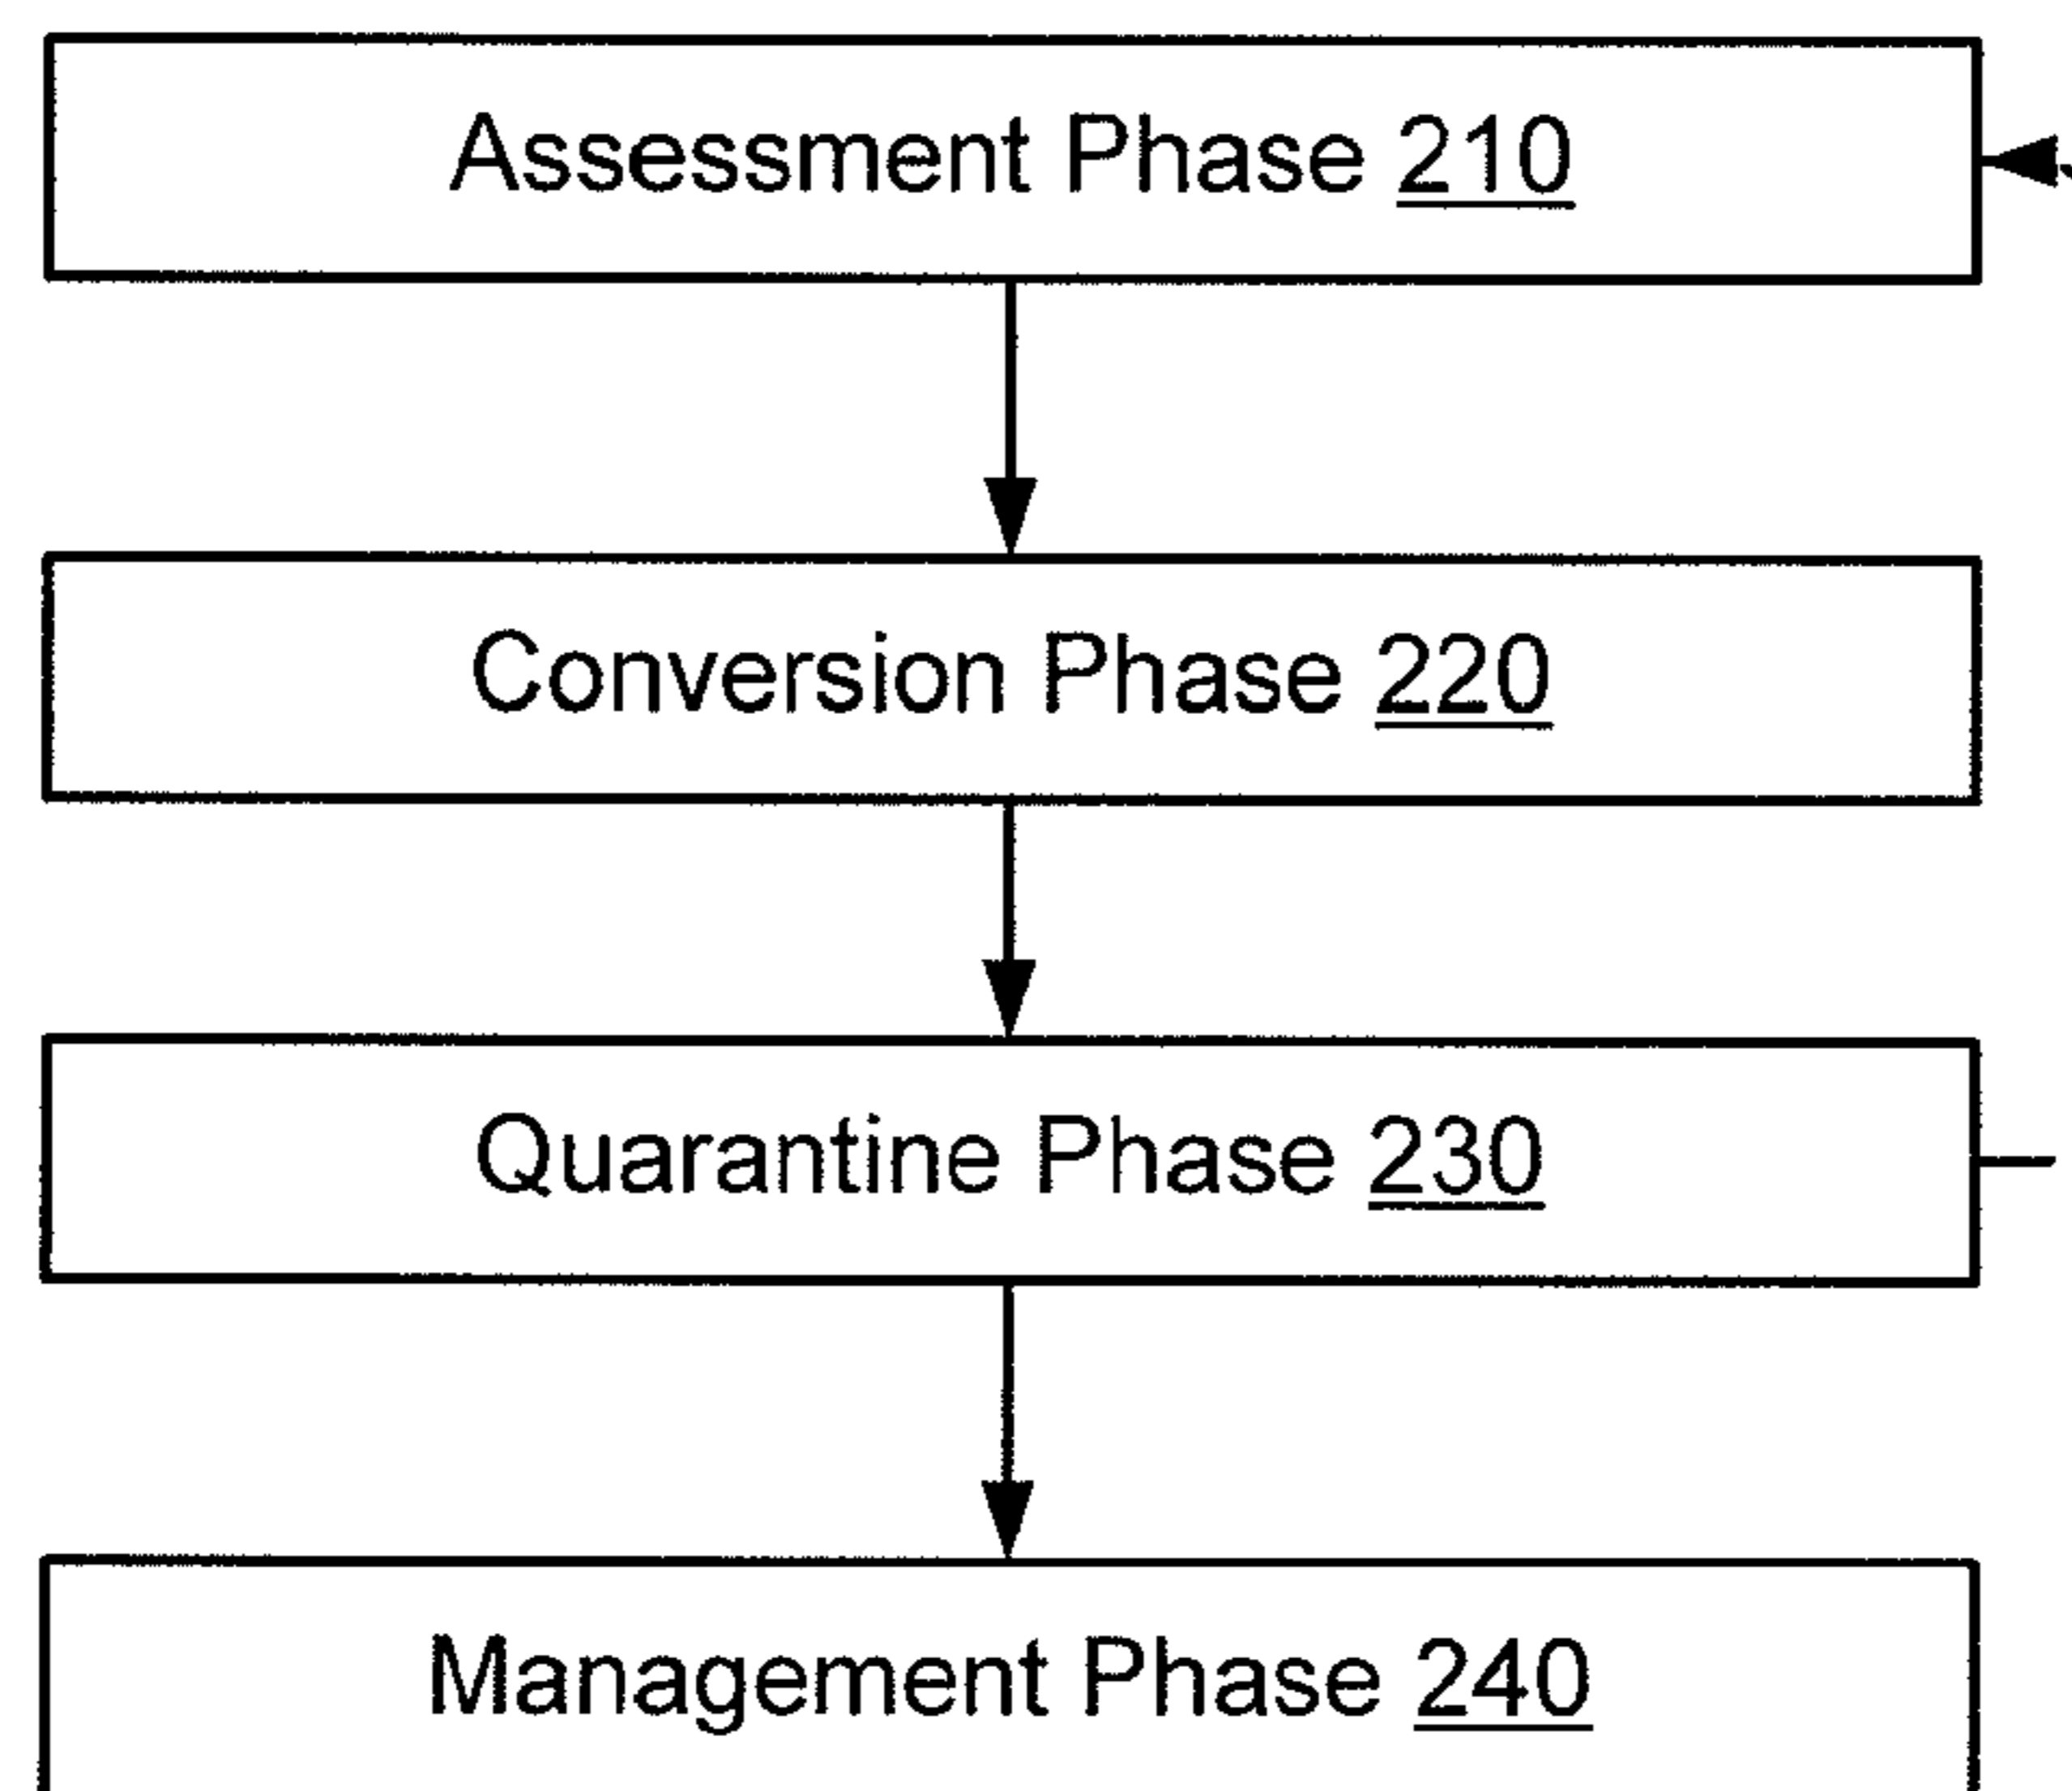 Assessment Phase 210
Conversion Phase 220
Quarantine Phase 230
Management Phase 240